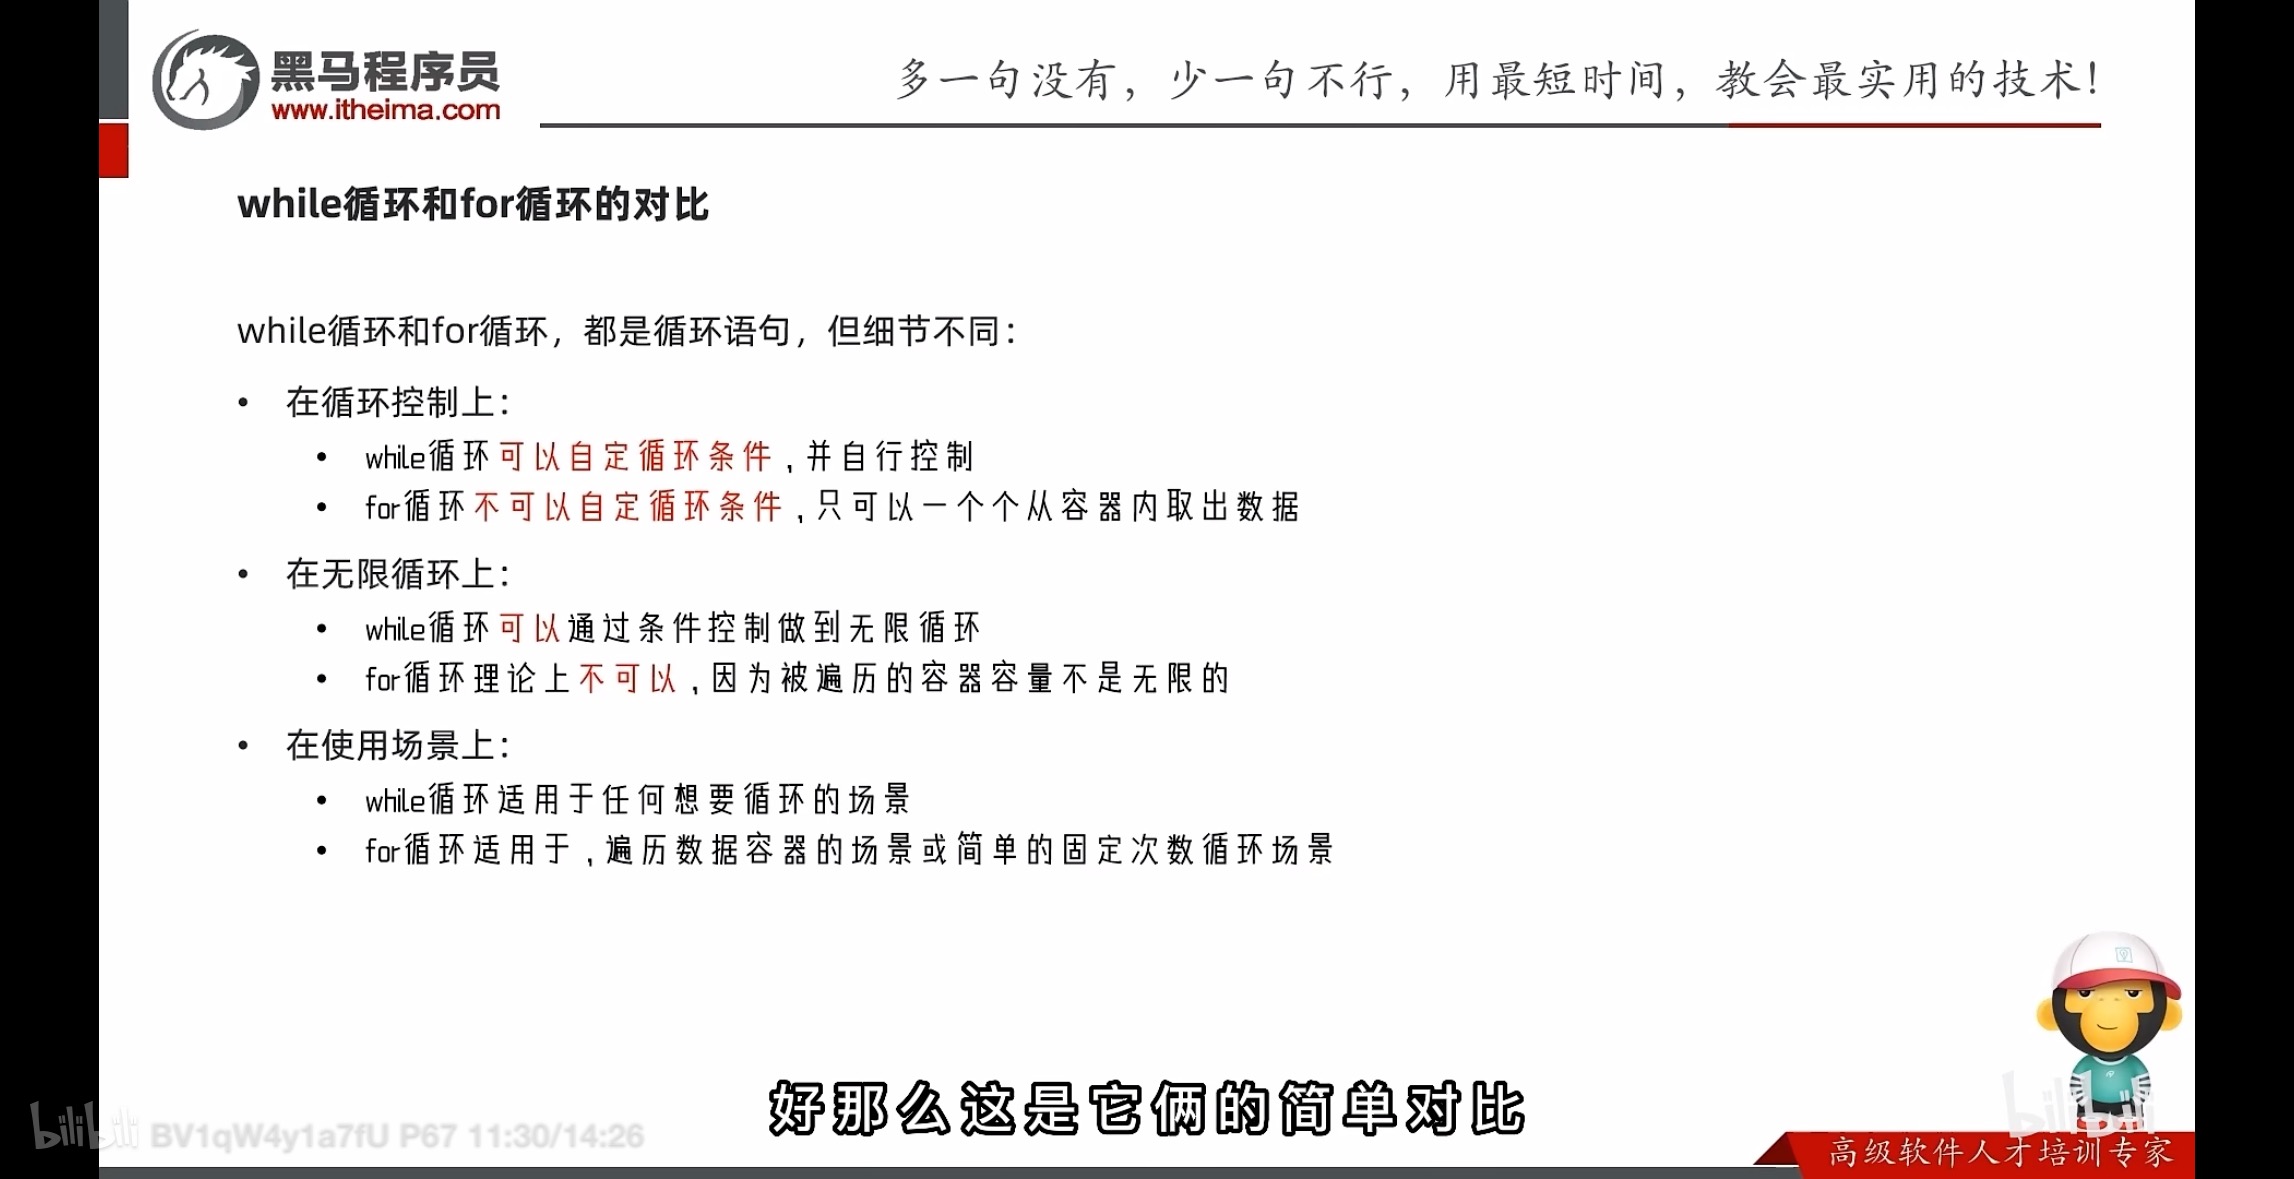 黑马程序员
www.itheima.com
多一句没有，少一句不行，用最短时间，教会最实用的技术！
while循环和for循环的对比
while循环和for循环，都是循环语句，但细节不同：
• 在循环控制上：
• while循环可以自定循环条件，并自行控制
• for循环不可以自定循环条件，只可以一个个从容器内取出数据
• 在无限循环上：
• while循环可以通过条件控制做到无限循环
• for循环理论上不可以，因为被遍历的容器容量不是无限的
• 在使用场景上：
• while循环适用于任何想要循环的场景
• for循环适用于，遍历数据容器的场景或简单的固定次数循环场景
好那么这是它俩的简单对比
bilibili BV1qW4y1a7fU P67 11:30/14:26
bilibili
高级软件人才培训专家